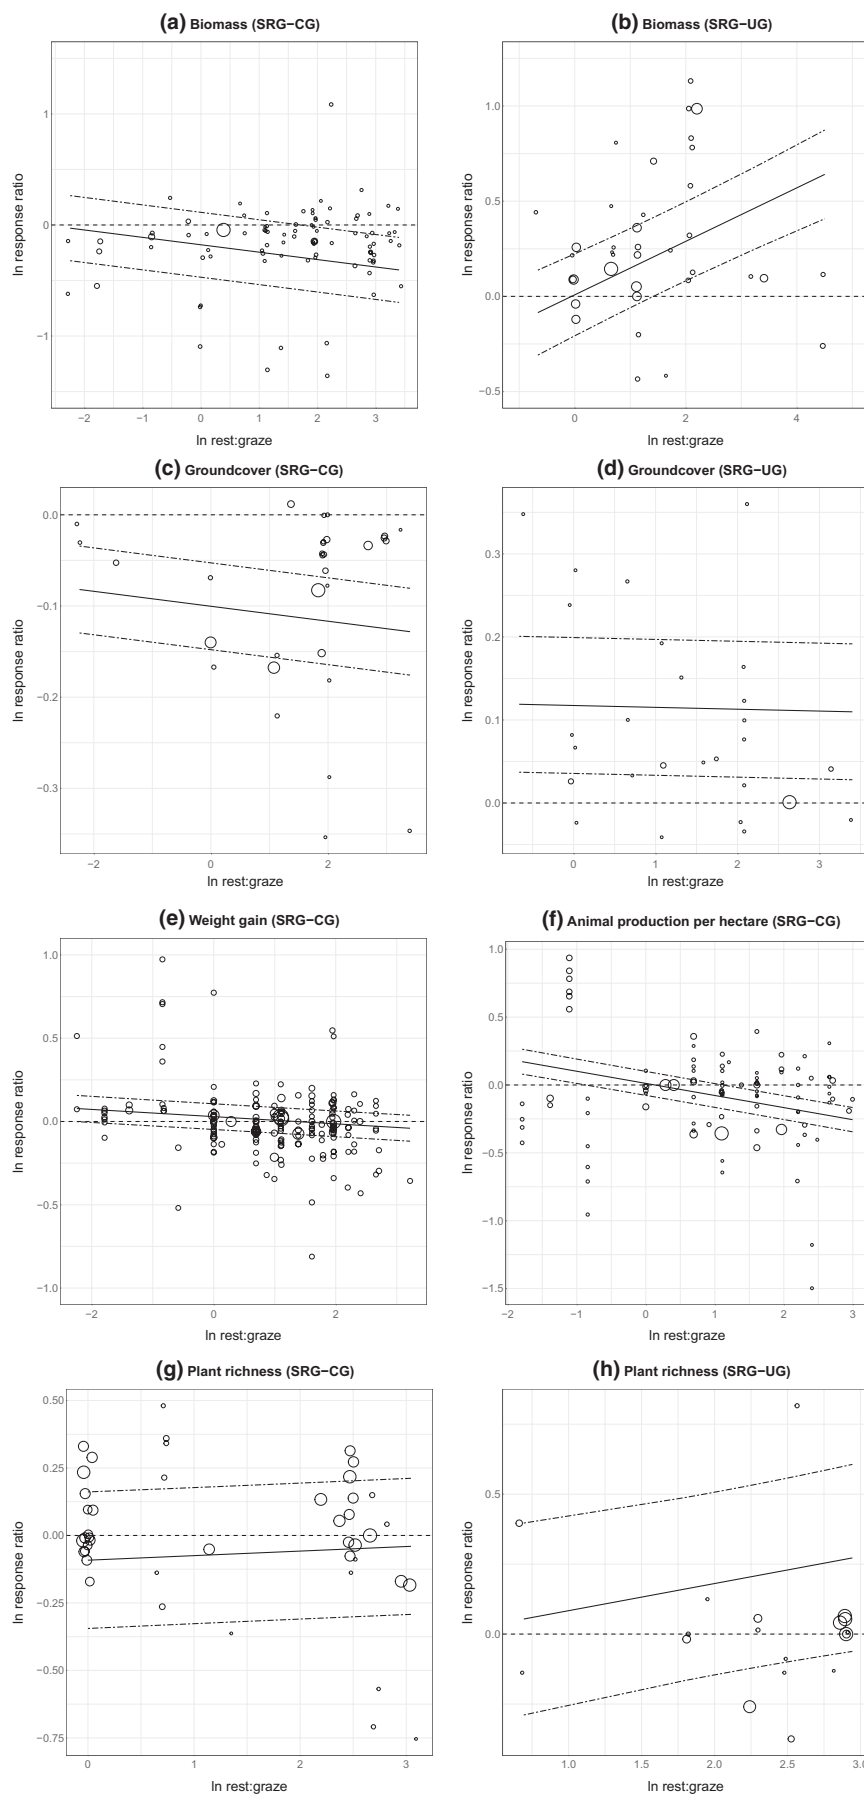 (a) Biomass (SRG−CG)
1
0
−1
−2
−1
0
1
2
3
ln rest:graze
ln response ratio
(b) Biomass (SRG−UG)
1.0
0.5
0.0
−0.5
0
2
4
ln rest:graze
ln response ratio
(c) Groundcover (SRG−CG)
0.0
−0.1
−0.2
−0.3
−2
0
2
ln rest:graze
ln response ratio
(d) Groundcover (SRG−UG)
0.3
0.2
0.1
0.0
0
1
2
3
ln rest:graze
ln response ratio
(e) Weight gain (SRG−CG)
1.0
0.5
0.0
−0.5
−1.0
−2
0
2
ln rest:graze
ln response ratio
(f) Animal production per hectare (SRG−CG)
1.0
0.5
0.0
−0.5
−1.0
−1.5
−2
−1
0
1
2
3
ln rest:graze
ln response ratio
(g) Plant richness (SRG−CG)
0.50
0.25
0.00
−0.25
−0.50
−0.75
0
1
2
3
ln rest:graze
ln response ratio
(h) Plant richness (SRG−UG)
0.5
0.0
1.0
1.5
2.0
2.5
3.0
ln rest:graze
ln response ratio